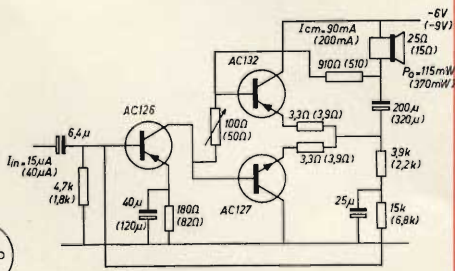 -6V
(-9V)
Icm=90mA
(200mA)
25Ω
(15Ω)
AC132
910Ω (510)
Po=115mW
(370mW)
AC126
100Ω
(50Ω)
3,3Ω (3,9Ω)
200µ
(320µ)
6,4µ
3,3Ω (3,9Ω)
Iin=15µA
(40µA)
3,9k
(2,2k)
4,7k
(1,8k)
40µ
(120µ)
180Ω
(82Ω)
AC127
25µ
15k
(6,8k)